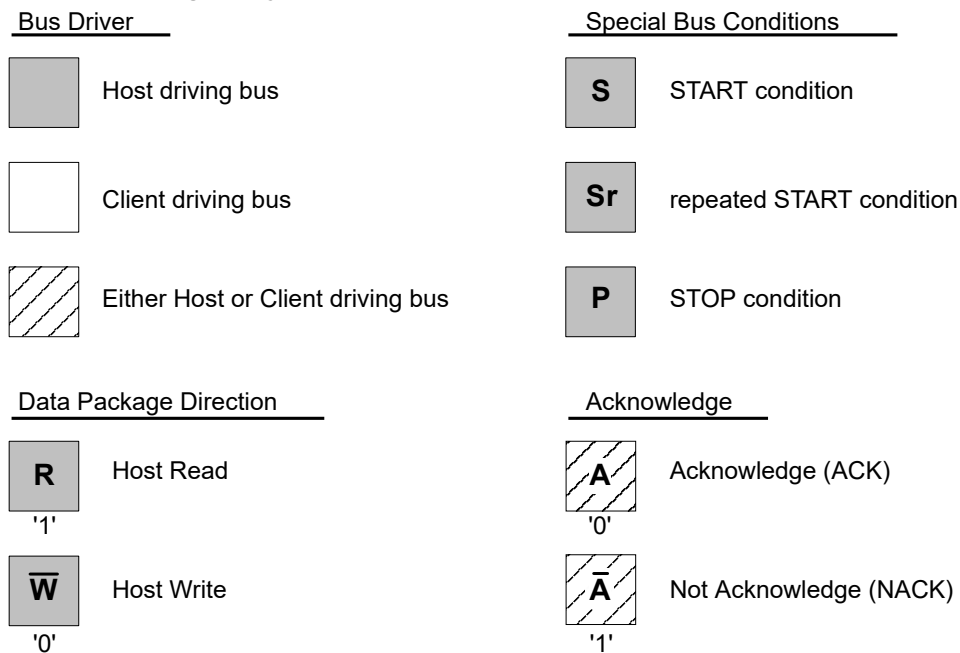 Bus Driver
Host driving bus
Client driving bus
Either Host or Client driving bus
Special Bus Conditions
S START condition
Sr repeated START condition
P STOP condition
Data Package Direction
R Host Read
'1'
W̅ Host Write
'0'
Acknowledge
A Acknowledge (ACK)
'0'
A̅ Not Acknowledge (NACK)
'1'